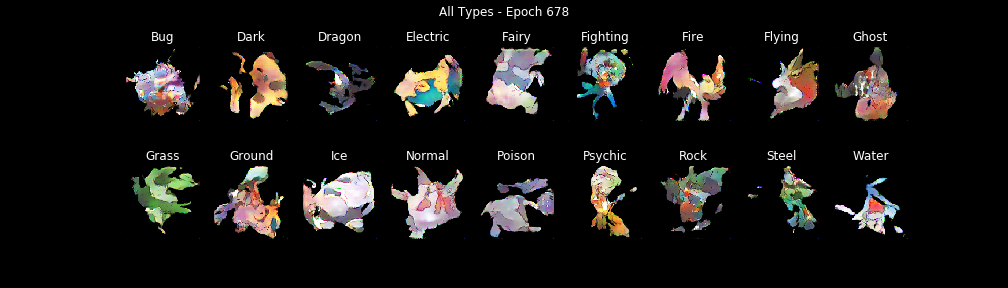 All Types - Epoch 678
Bug Dark Dragon Electric Fairy Fighting Fire Flying Ghost
Grass Ground Ice Normal Poison Psychic Rock Steel Water